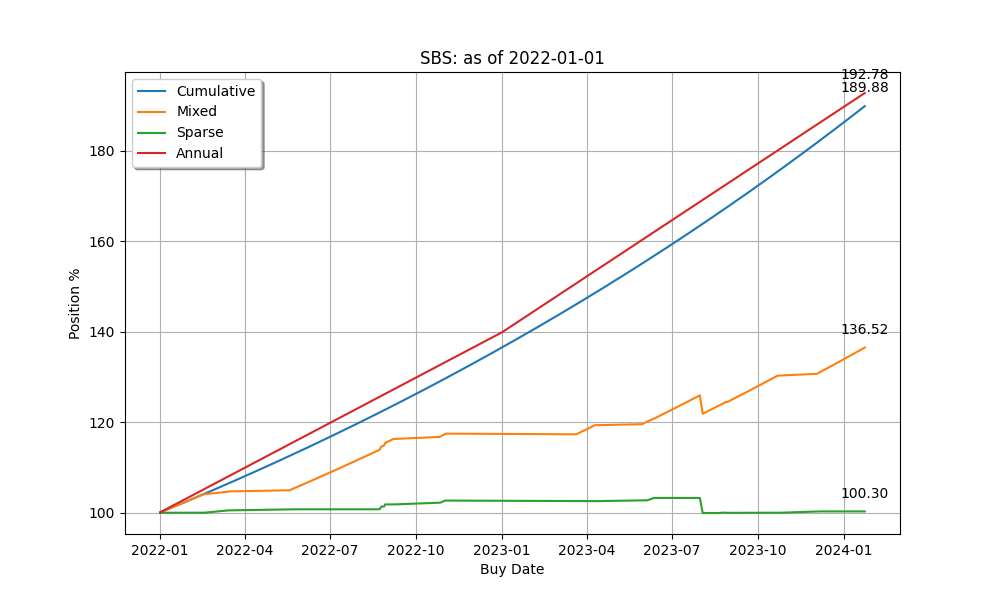 SBS: as of 2022-01-01
192.78
189.88
Cumulative
Mixed
Sparse
Annual
180
160
140
120
100
136.52
100.30
Position %
2022-01 2022-04 2022-07 2022-10 2023-01 2023-04 2023-07 2023-10 2024-01
Buy Date